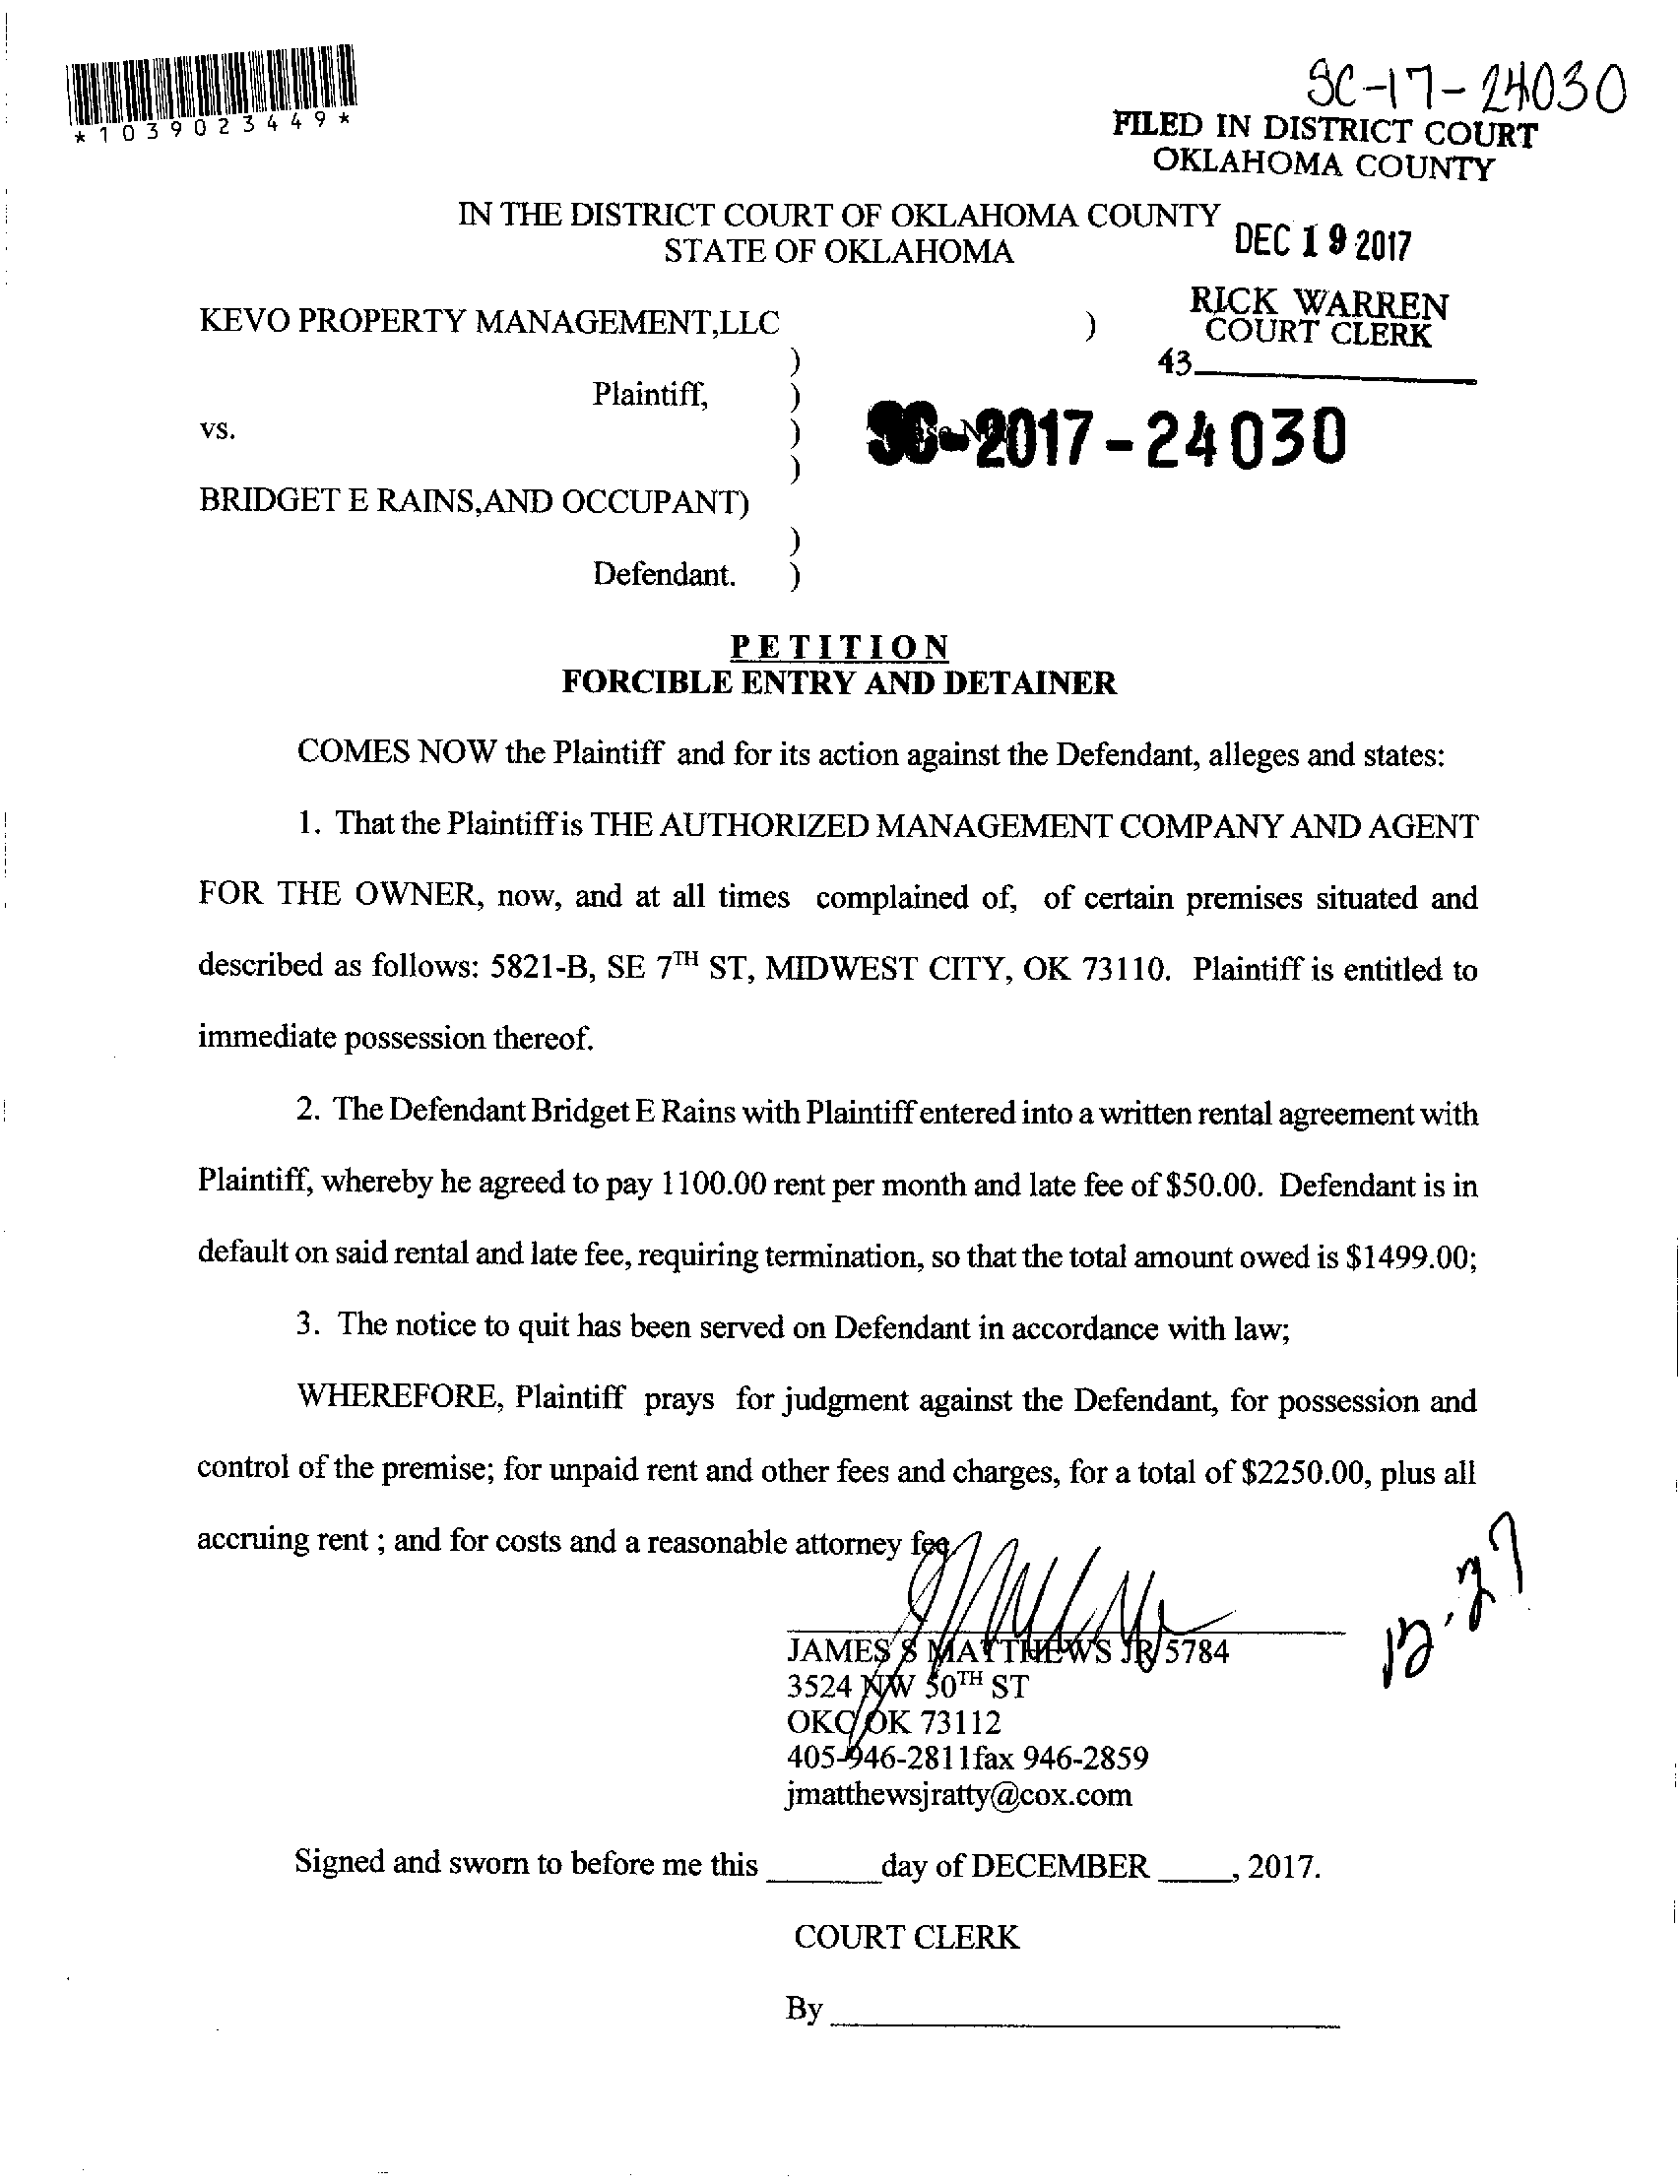 *1039023449*
SC-17-24030
FILED IN DISTRICT COURT
OKLAHOMA COUNTY
IN THE DISTRICT COURT OF OKLAHOMA COUNTY
STATE OF OKLAHOMA
DEC 19 2017
RICK WARREN
COURT CLERK
43
KEVO PROPERTY MANAGEMENT,LLC )
)
Plaintiff, )
vs. )
)
SC-2017-24030
BRIDGET E RAINS,AND OCCUPANT)
)
Defendant. )
PETITION
FORCIBLE ENTRY AND DETAINER
COMES NOW the Plaintiff and for its action against the Defendant, alleges and states:
1. That the Plaintiff is THE AUTHORIZED MANAGEMENT COMPANY AND AGENT
FOR THE OWNER, now, and at all times complained of, of certain premises situated and
described as follows: 5821-B, SE 7TH ST, MIDWEST CITY, OK 73110. Plaintiff is entitled to
immediate possession thereof.
2. The Defendant Bridget E Rains with Plaintiff entered into a written rental agreement with
Plaintiff, whereby he agreed to pay 1100.00 rent per month and late fee of $50.00. Defendant is in
default on said rental and late fee, requiring termination, so that the total amount owed is $1499.00;
3. The notice to quit has been served on Defendant in accordance with law;
WHEREFORE, Plaintiff prays for judgment against the Defendant, for possession and
control of the premise; for unpaid rent and other fees and charges, for a total of $2250.00, plus all
accruing rent ; and for costs and a reasonable attorney fee.
12.27
JAMES S MATTHEWS JR 5784
3524 NW 50TH ST
OKC OK 73112
405-946-2811fax 946-2859
jmatthewsjratty@cox.com
Signed and sworn to before me this ______day of DECEMBER ____, 2017.
COURT CLERK
By ______